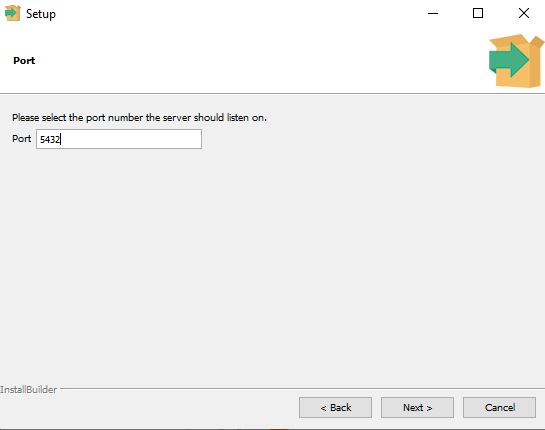 Setup
Port
Please select the port number the server should listen on.
Port 5432
InstallBuilder
< Back Next > Cancel